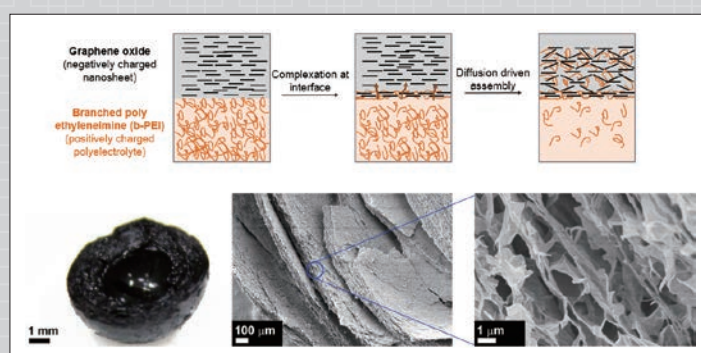 Graphene oxide
(negatively charged
nanosheet)
Complexation at
interface
Diffusion driven
assembly
Branched poly
ethyleneimine (b-PEI)
(positively charged
polyelectrolyte)
1 mm
100 μm
1 μm